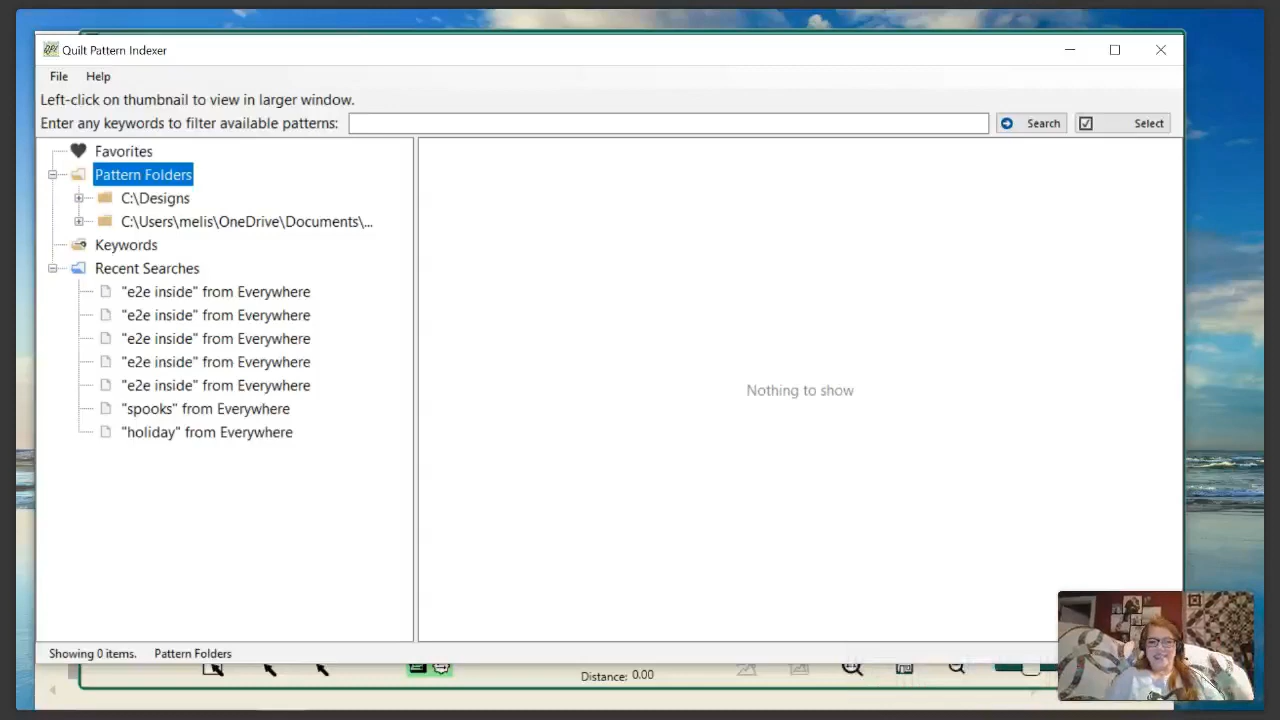 Quilt Pattern Indexer
File Help
Left-click on thumbnail to view in larger window.
Enter any keywords to filter available patterns: Search Select
Favorites
Pattern Folders
C:\Designs
C:\Users\melis\OneDrive\Documents\...
Keywords
Recent Searches
"e2e inside" from Everywhere
"e2e inside" from Everywhere
"e2e inside" from Everywhere
"e2e inside" from Everywhere
"e2e inside" from Everywhere
"spooks" from Everywhere
"holiday" from Everywhere
Nothing to show
Showing 0 items. Pattern Folders
Distance: 0.00